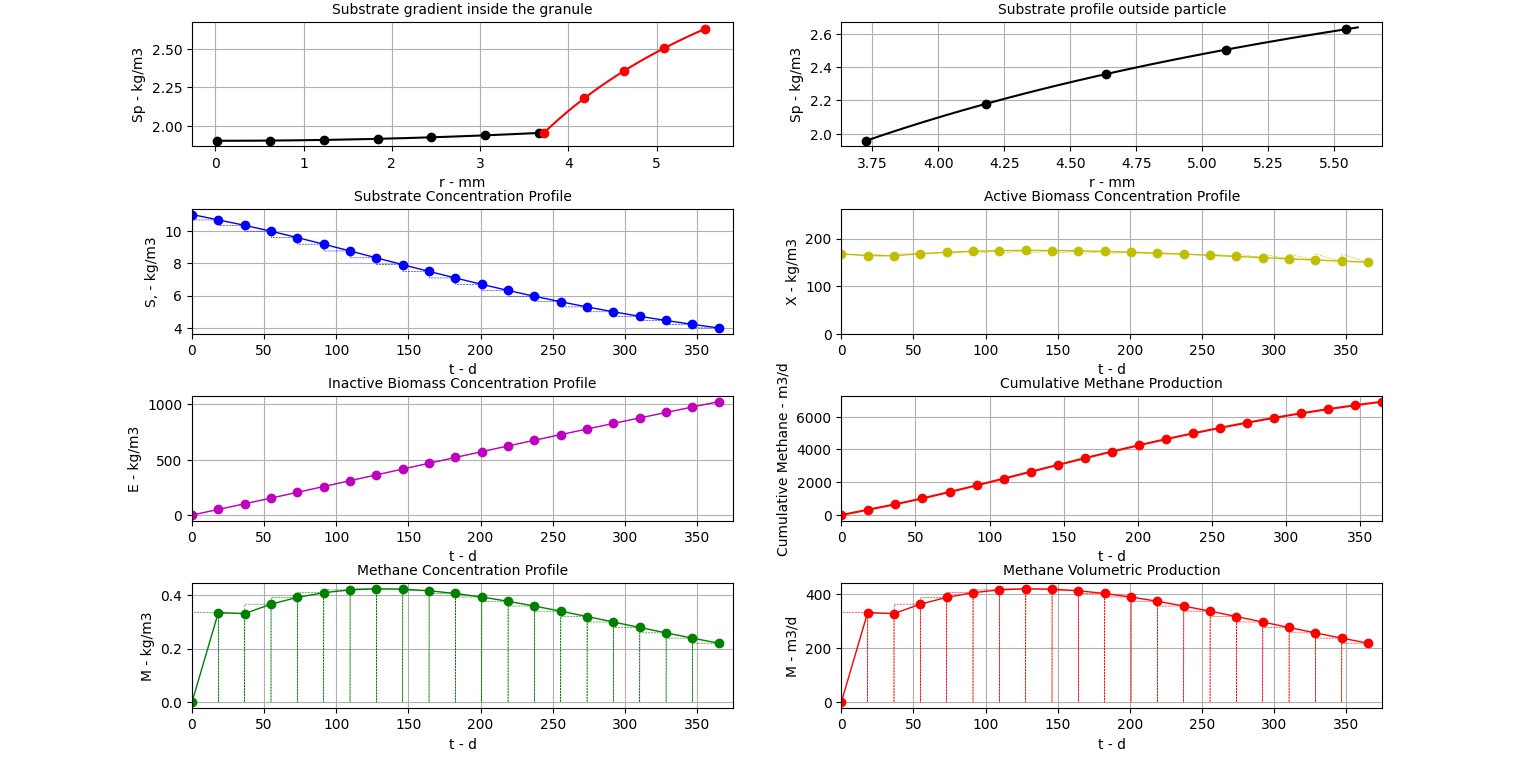 Substrate gradient inside the granule
Sp - kg/m3
2.50
2.25
2.00
0 1 2 3 4 5
r - mm
Substrate profile outside particle
Sp - kg/m3
2.6
2.4
2.2
2.0
3.75 4.00 4.25 4.50 4.75 5.00 5.25 5.50
r - mm
Substrate Concentration Profile
S, - kg/m3
10
8
6
4
0 50 100 150 200 250 300 350
t - d
Active Biomass Concentration Profile
X - kg/m3
200
100
0
0 50 100 150 200 250 300 350
t - d
Inactive Biomass Concentration Profile
E - kg/m3
1000
500
0
0 50 100 150 200 250 300 350
t - d
Cumulative Methane Production
Cumulative Methane - m3/d
6000
4000
2000
0
0 50 100 150 200 250 300 350
t - d
Methane Concentration Profile
M - kg/m3
0.4
0.2
0.0
0 50 100 150 200 250 300 350
t - d
Methane Volumetric Production
M - m3/d
400
200
0
0 50 100 150 200 250 300 350
t - d